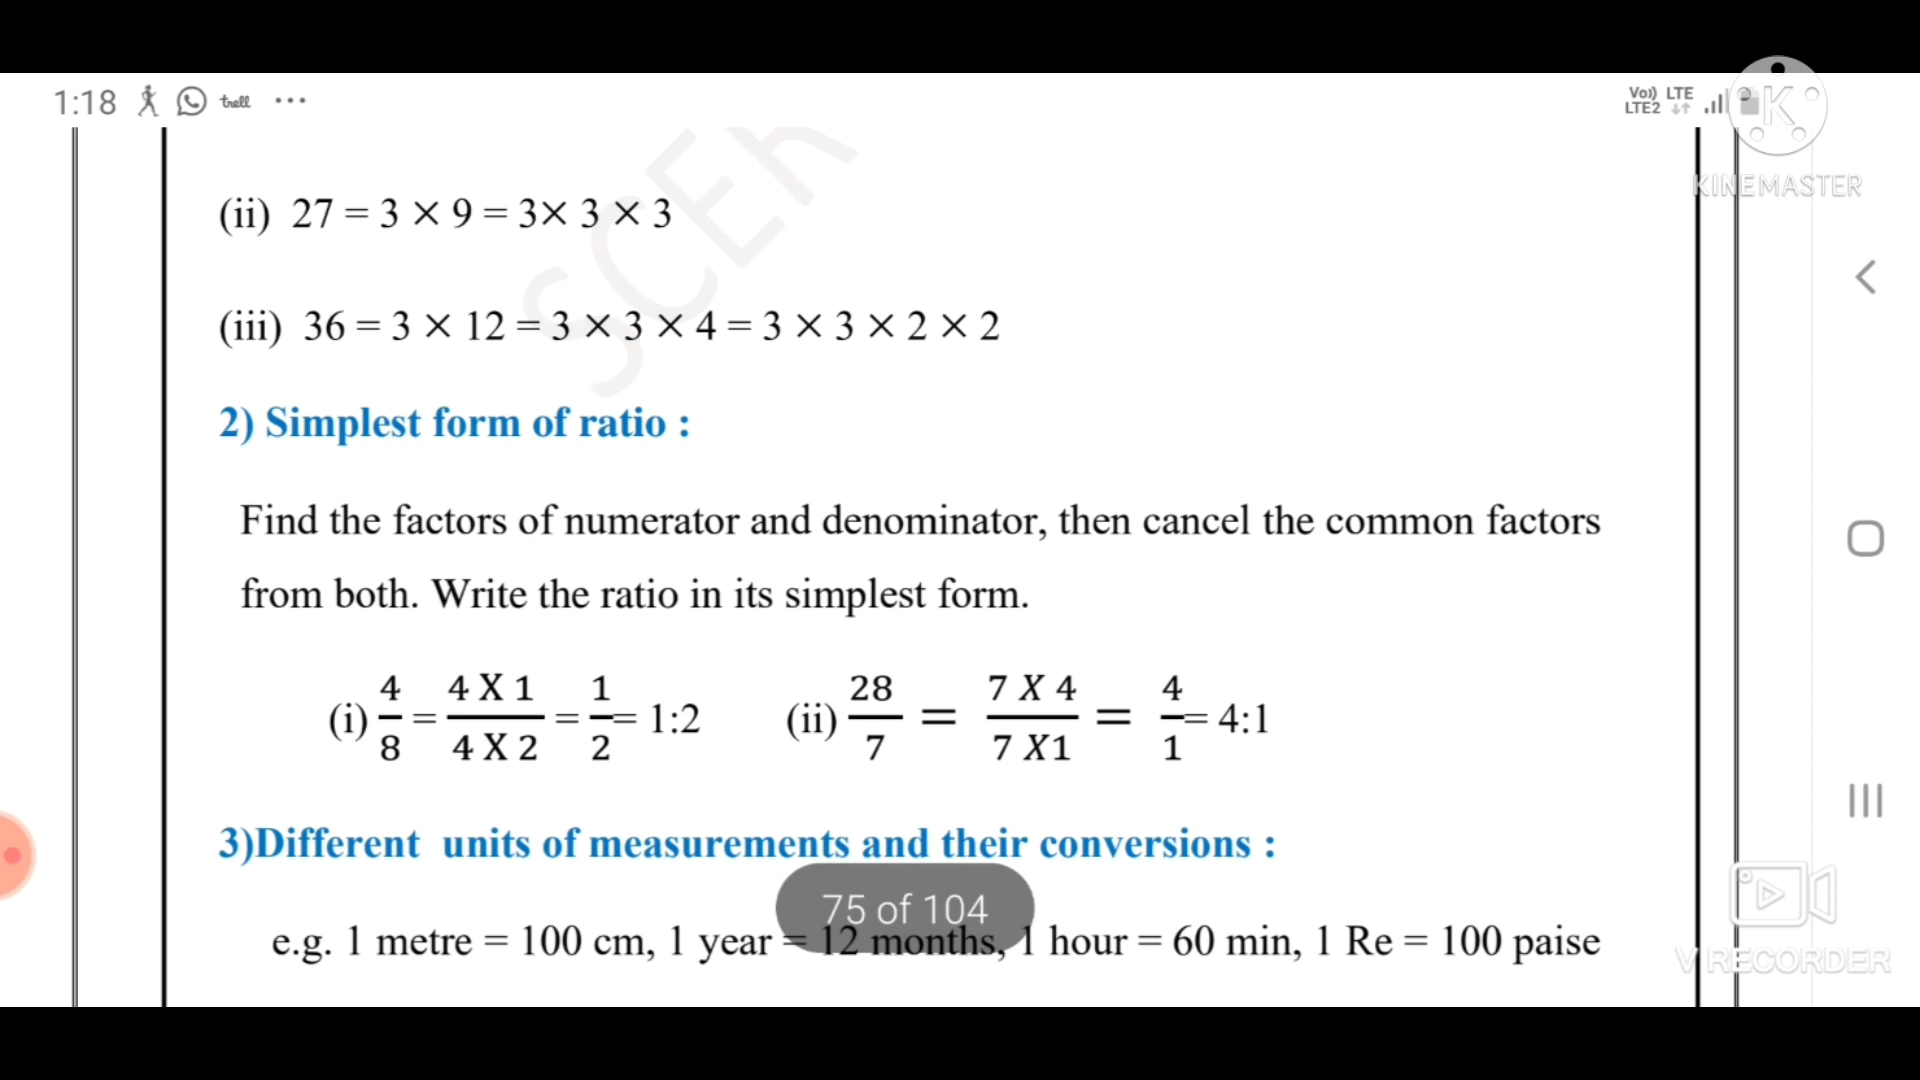 1:18 trell ...
Vo)) LTE
LTE2
KINEMASTER
SCER
(ii) 27 = 3 × 9 = 3× 3 × 3
(iii) 36 = 3 × 12 = 3 × 3 × 4 = 3 × 3 × 2 × 2
2) Simplest form of ratio :
Find the factors of numerator and denominator, then cancel the common factors
from both. Write the ratio in its simplest form.
(i) 4/8 = 4 X 1/4 X 2 = 1/2 = 1:2 (ii) 28/7 = 7 X 4/7 X1 = 4/1 = 4:1
3)Different units of measurements and their conversions :
75 of 104
e.g. 1 metre = 100 cm, 1 year = 12 months, 1 hour = 60 min, 1 Re = 100 paise
V RECORDER